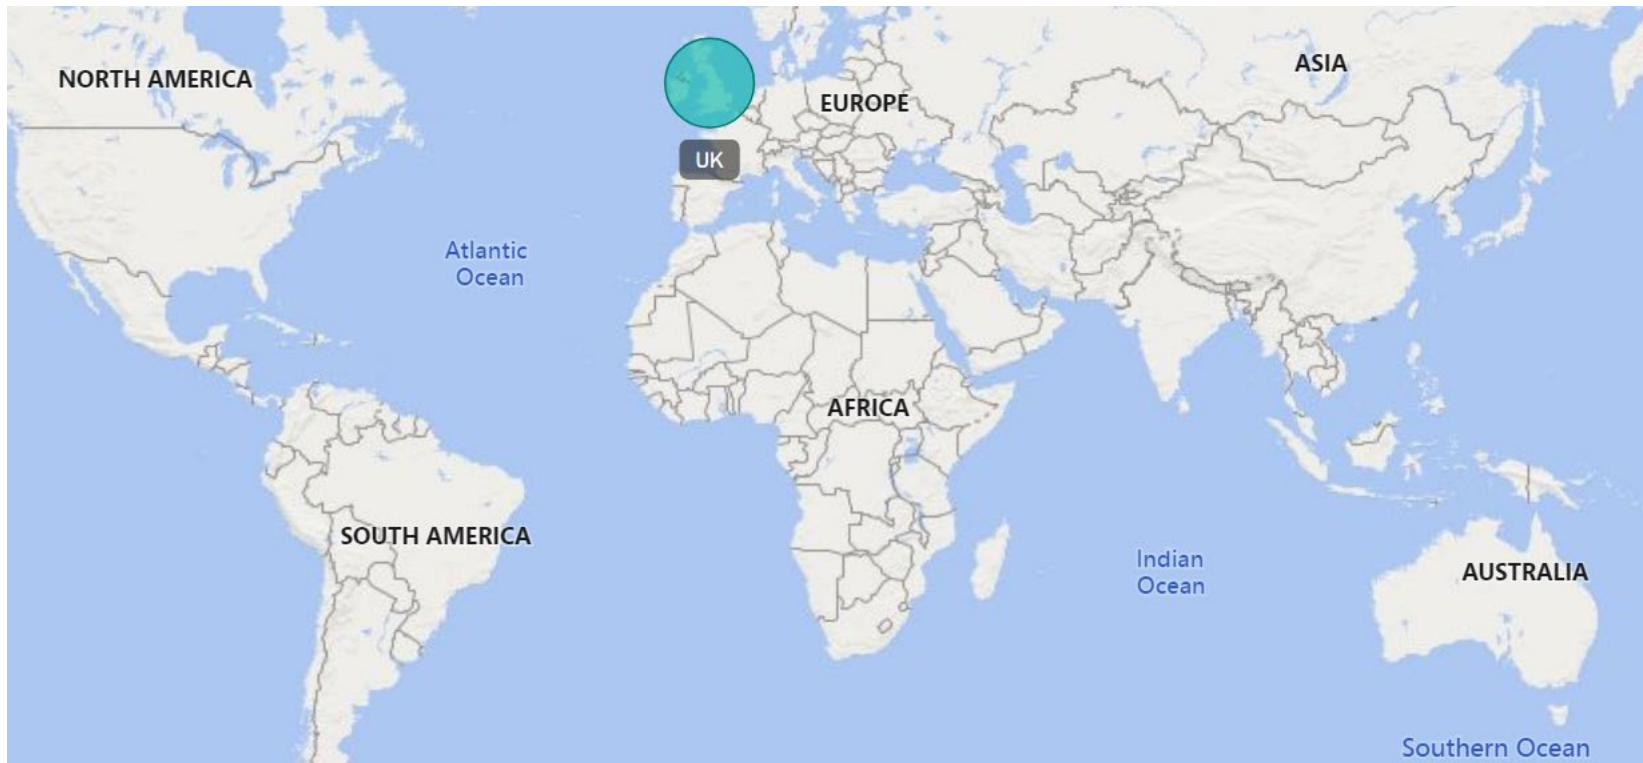 NORTH AMERICA
ASIA
EUROPE
UK
Atlantic
Ocean
AFRICA
SOUTH AMERICA
Indian
Ocean
AUSTRALIA
Southern Ocean